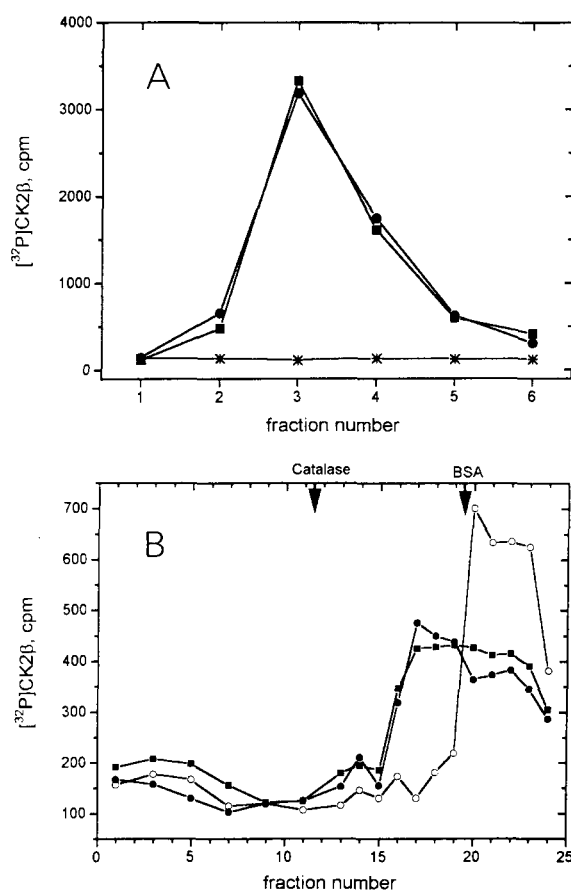 A
4000
3000
2000
1000
0
[³²P]CK2β, cpm
1 2 3 4 5 6
fraction number
Catalase BSA
B
700
600
500
400
300
200
100
[³²P]CK2β, cpm
0 5 10 15 20 25
fraction number